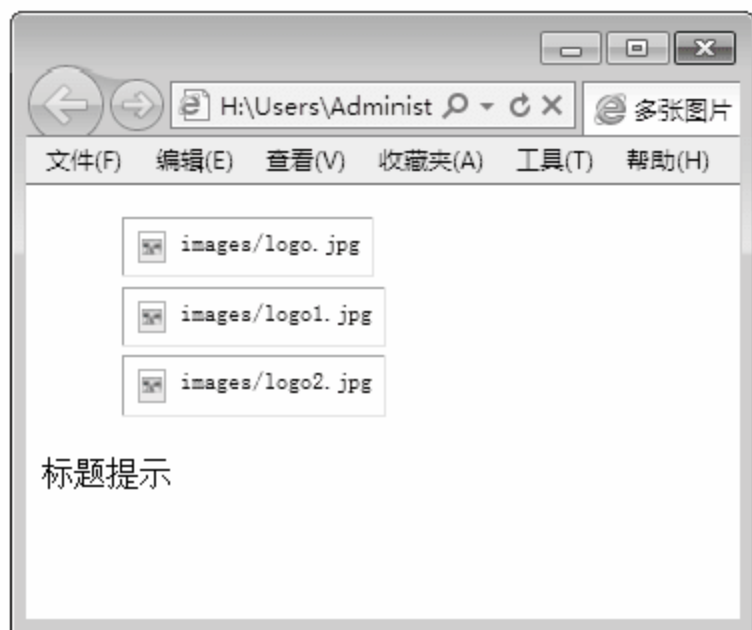 H:\Users\Administ
多张图片
文件(F) 编辑(E) 查看(V) 收藏夹(A) 工具(T) 帮助(H)
images/logo.jpg
images/logo1.jpg
images/logo2.jpg
标题提示